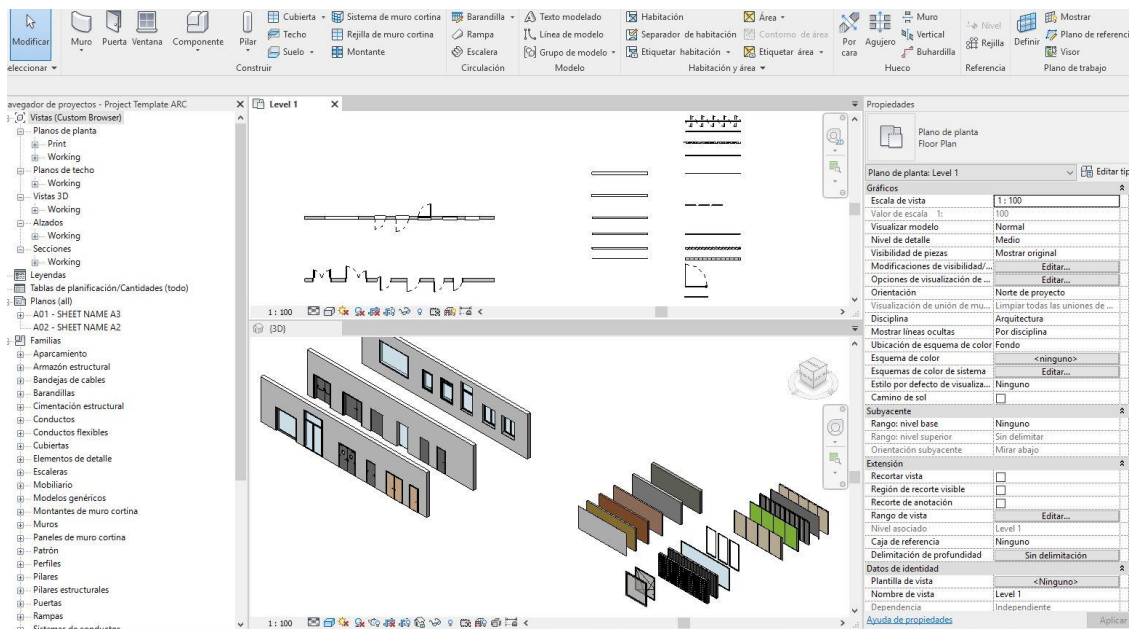 Modificar
Muro
Puerta
Ventana
Componente
Pilar
Cubierta
Techo
Suelo
Sistema de muro cortina
Rejilla de muro cortina
Montante
Barandilla
Rampa
Escalera
Texto modelado
Línea de modelo
Grupo de modelo
Habitación
Separador de habitación
Etiquetar habitación
Área
Contorno de área
Etiquetar área
Por cara
Agujero
Muro
Vertical
Buhardilla
Nivel
Rejilla
Definir
Mostrar
Plano de referenci
Visor
eleccionar
Construir
Circulación
Modelo
Habitación y área
Hueco
Referencia
Plano de trabajo
avegador de proyectos - Project Template ARC
Vistas (Custom Browser)
Planos de planta
Print
Working
Planos de techo
Working
Vistas 3D
Working
Alzados
Working
Secciones
Working
Leyendas
Tablas de planificación/Cantidades (todo)
Planos (all)
A01 - SHEET NAME A3
A02 - SHEET NAME A2
Familias
Aparcamiento
Armazón estructural
Bandejas de cables
Barandillas
Cimentación estructural
Conductos
Conductos flexibles
Cubiertas
Elementos de detalle
Escaleras
Mobiliario
Modelos genéricos
Montantes de muro cortina
Muros
Paneles de muro cortina
Patrón
Perfiles
Pilares
Pilares estructurales
Puertas
Rampas
Sistemas de conductos
Level 1
1 : 100
{3D}
1 : 100
Propiedades
Plano de planta
Floor Plan
Plano de planta: Level 1
Editar tip
Gráficos
Escala de vista 1 : 100
Valor de escala 1: 100
Visualizar modelo Normal
Nivel de detalle Medio
Visibilidad de piezas Mostrar original
Modificaciones de visibilidad/... Editar...
Opciones de visualización de ... Editar...
Orientación Norte de proyecto
Visualización de unión de mu... Limpiar todas las uniones de ...
Disciplina Arquitectura
Mostrar líneas ocultas Por disciplina
Ubicación de esquema de color Fondo
Esquema de color <ninguno>
Esquemas de color de sistema Editar...
Estilo por defecto de visualiza... Ninguno
Camino de sol
Subyacente
Rango: nivel base Ninguno
Rango: nivel superior Sin delimitar
Orientación subyacente Mirar abajo
Extensión
Recortar vista
Región de recorte visible
Recorte de anotación
Rango de vista Editar...
Nivel asociado Level 1
Caja de referencia Ninguno
Delimitación de profundidad Sin delimitación
Datos de identidad
Plantilla de vista <Ninguno>
Nombre de vista Level 1
Dependencia Independiente
Ayuda de propiedades
Aplicar